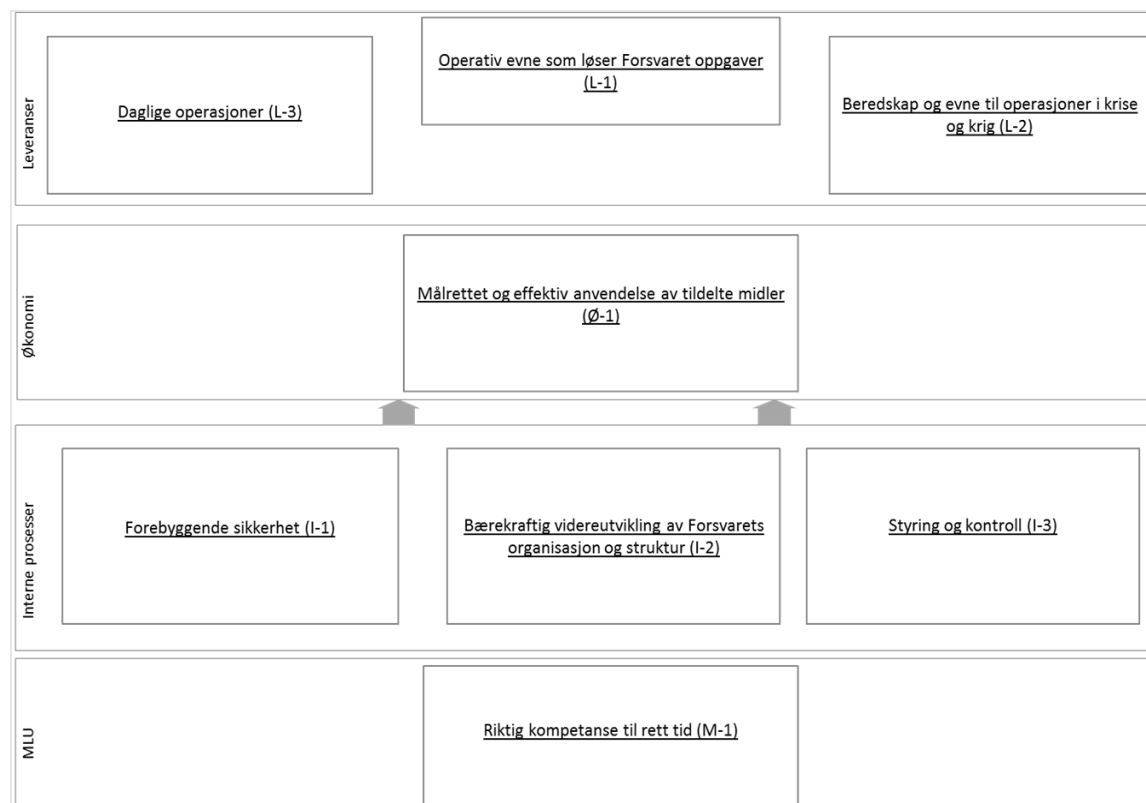 Leveranser
Daglige operasjoner (L-3)
Operativ evne som løser Forsvaret oppgaver
(L-1)
Beredskap og evne til operasjoner i krise
og krig (L-2)
Økonomi
Målrettet og effektiv anvendelse av tildelte midler
(Ø-1)
Interne prosesser
Forebyggende sikkerhet (I-1)
Bærekraftig videreutvikling av Forsvarets
organisasjon og struktur (I-2)
Styring og kontroll (I-3)
MLU
Riktig kompetanse til rett tid (M-1)